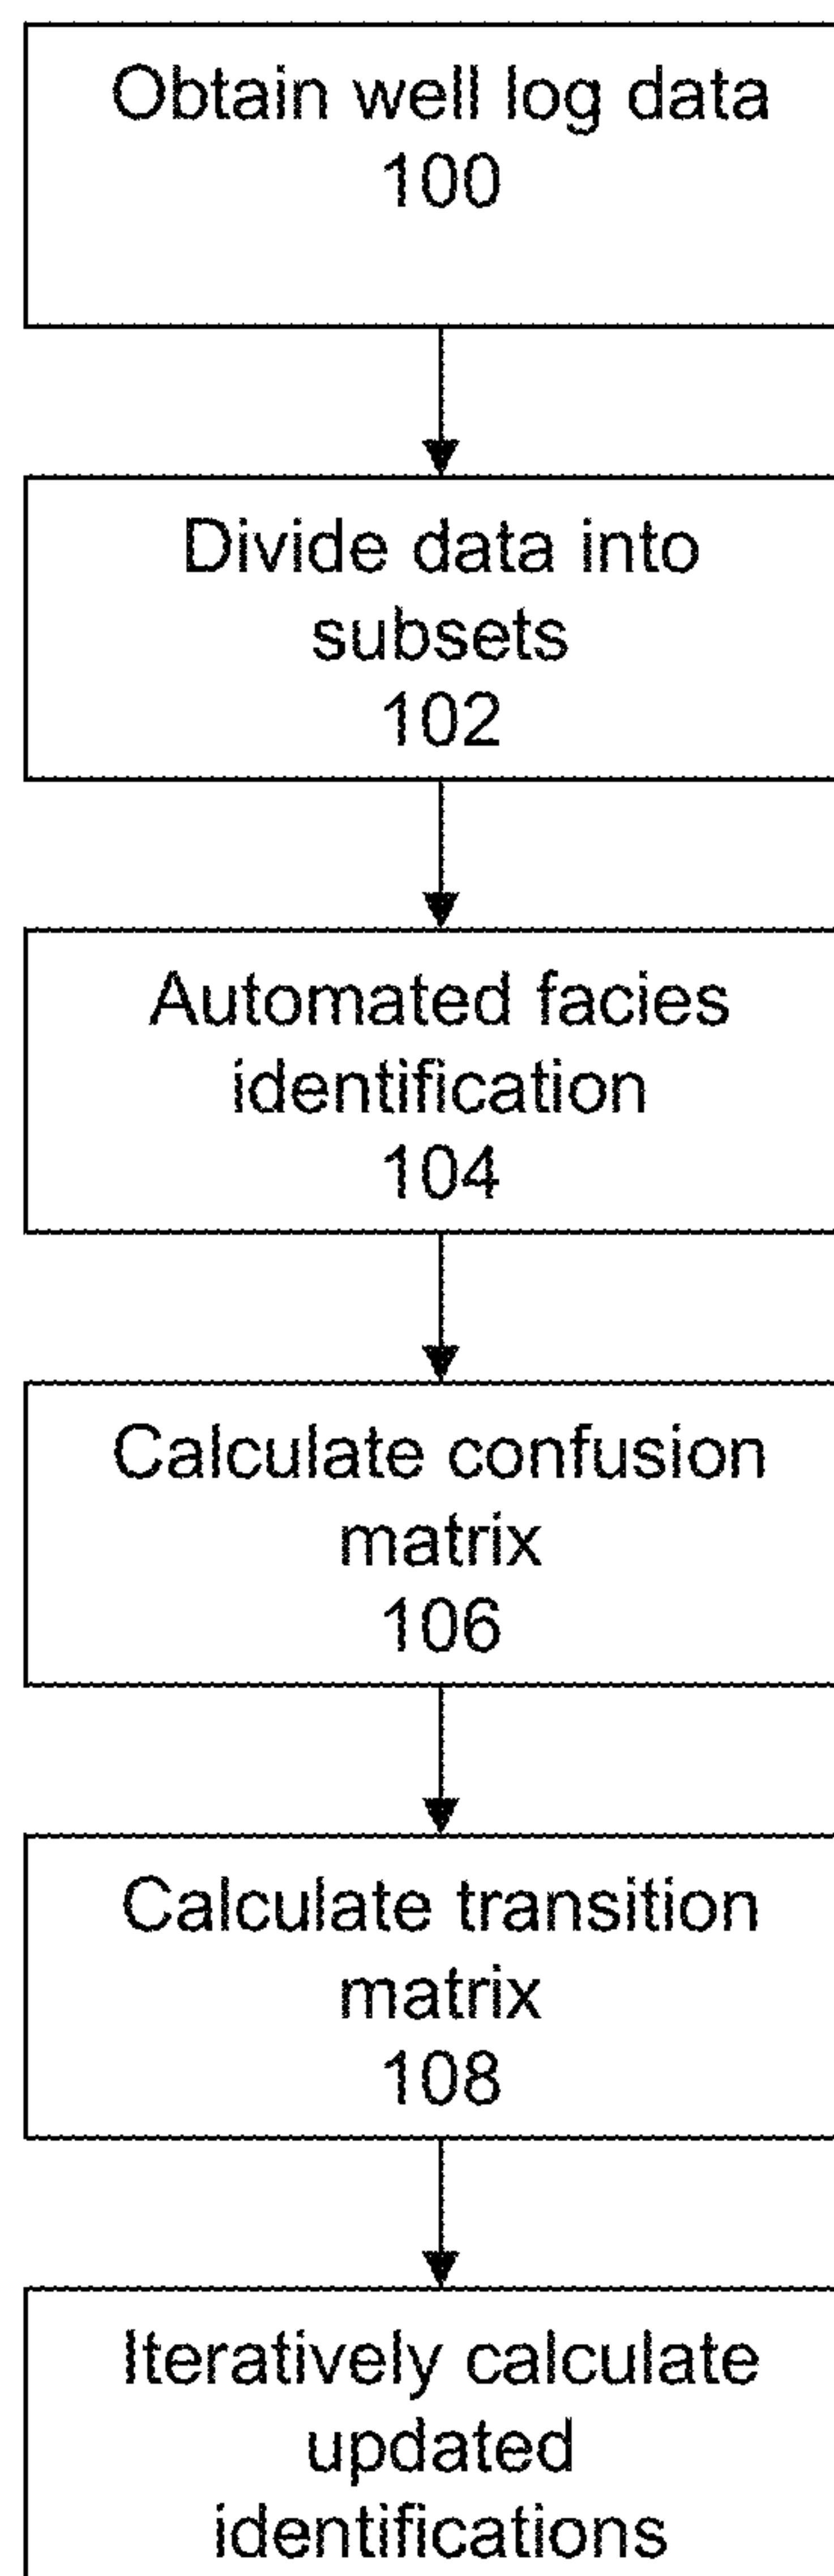 Obtain well log data
100
Divide data into
subsets
102
Automated facies
identification
104
Calculate confusion
matrix
106
Calculate transition
matrix
108
Iteratively calculate
updated
identifications